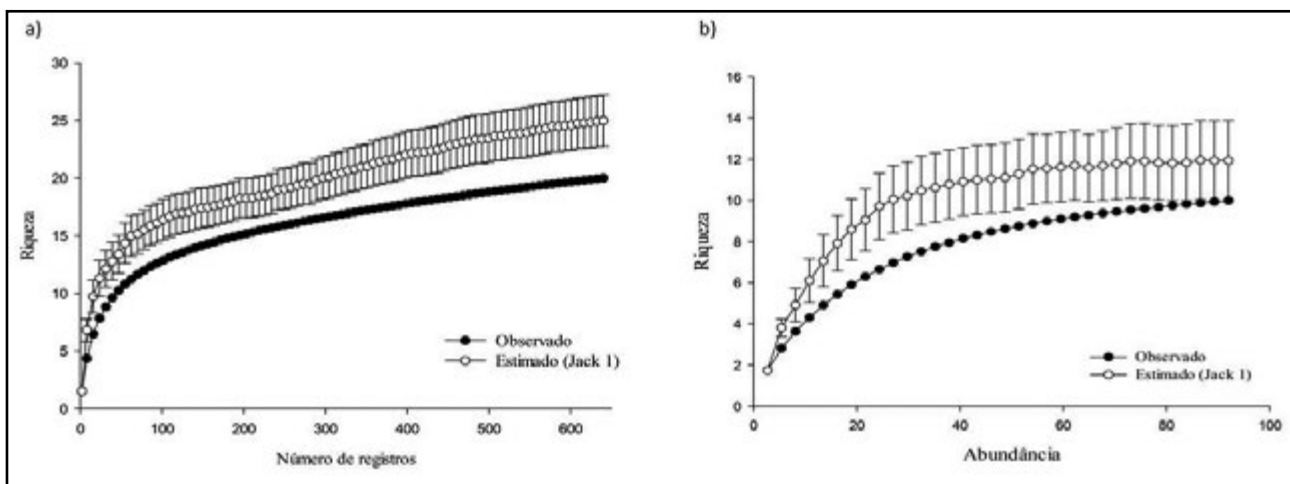 a)
30
25
20
15
10
5
0
Riqueza
Observado
Estimado (Jack 1)
0 100 200 300 400 500 600
Número de registros
b)
16
14
12
10
8
6
4
2
0
Riqueza
Observado
Estimado (Jack 1)
0 20 40 60 80 100
Abundância